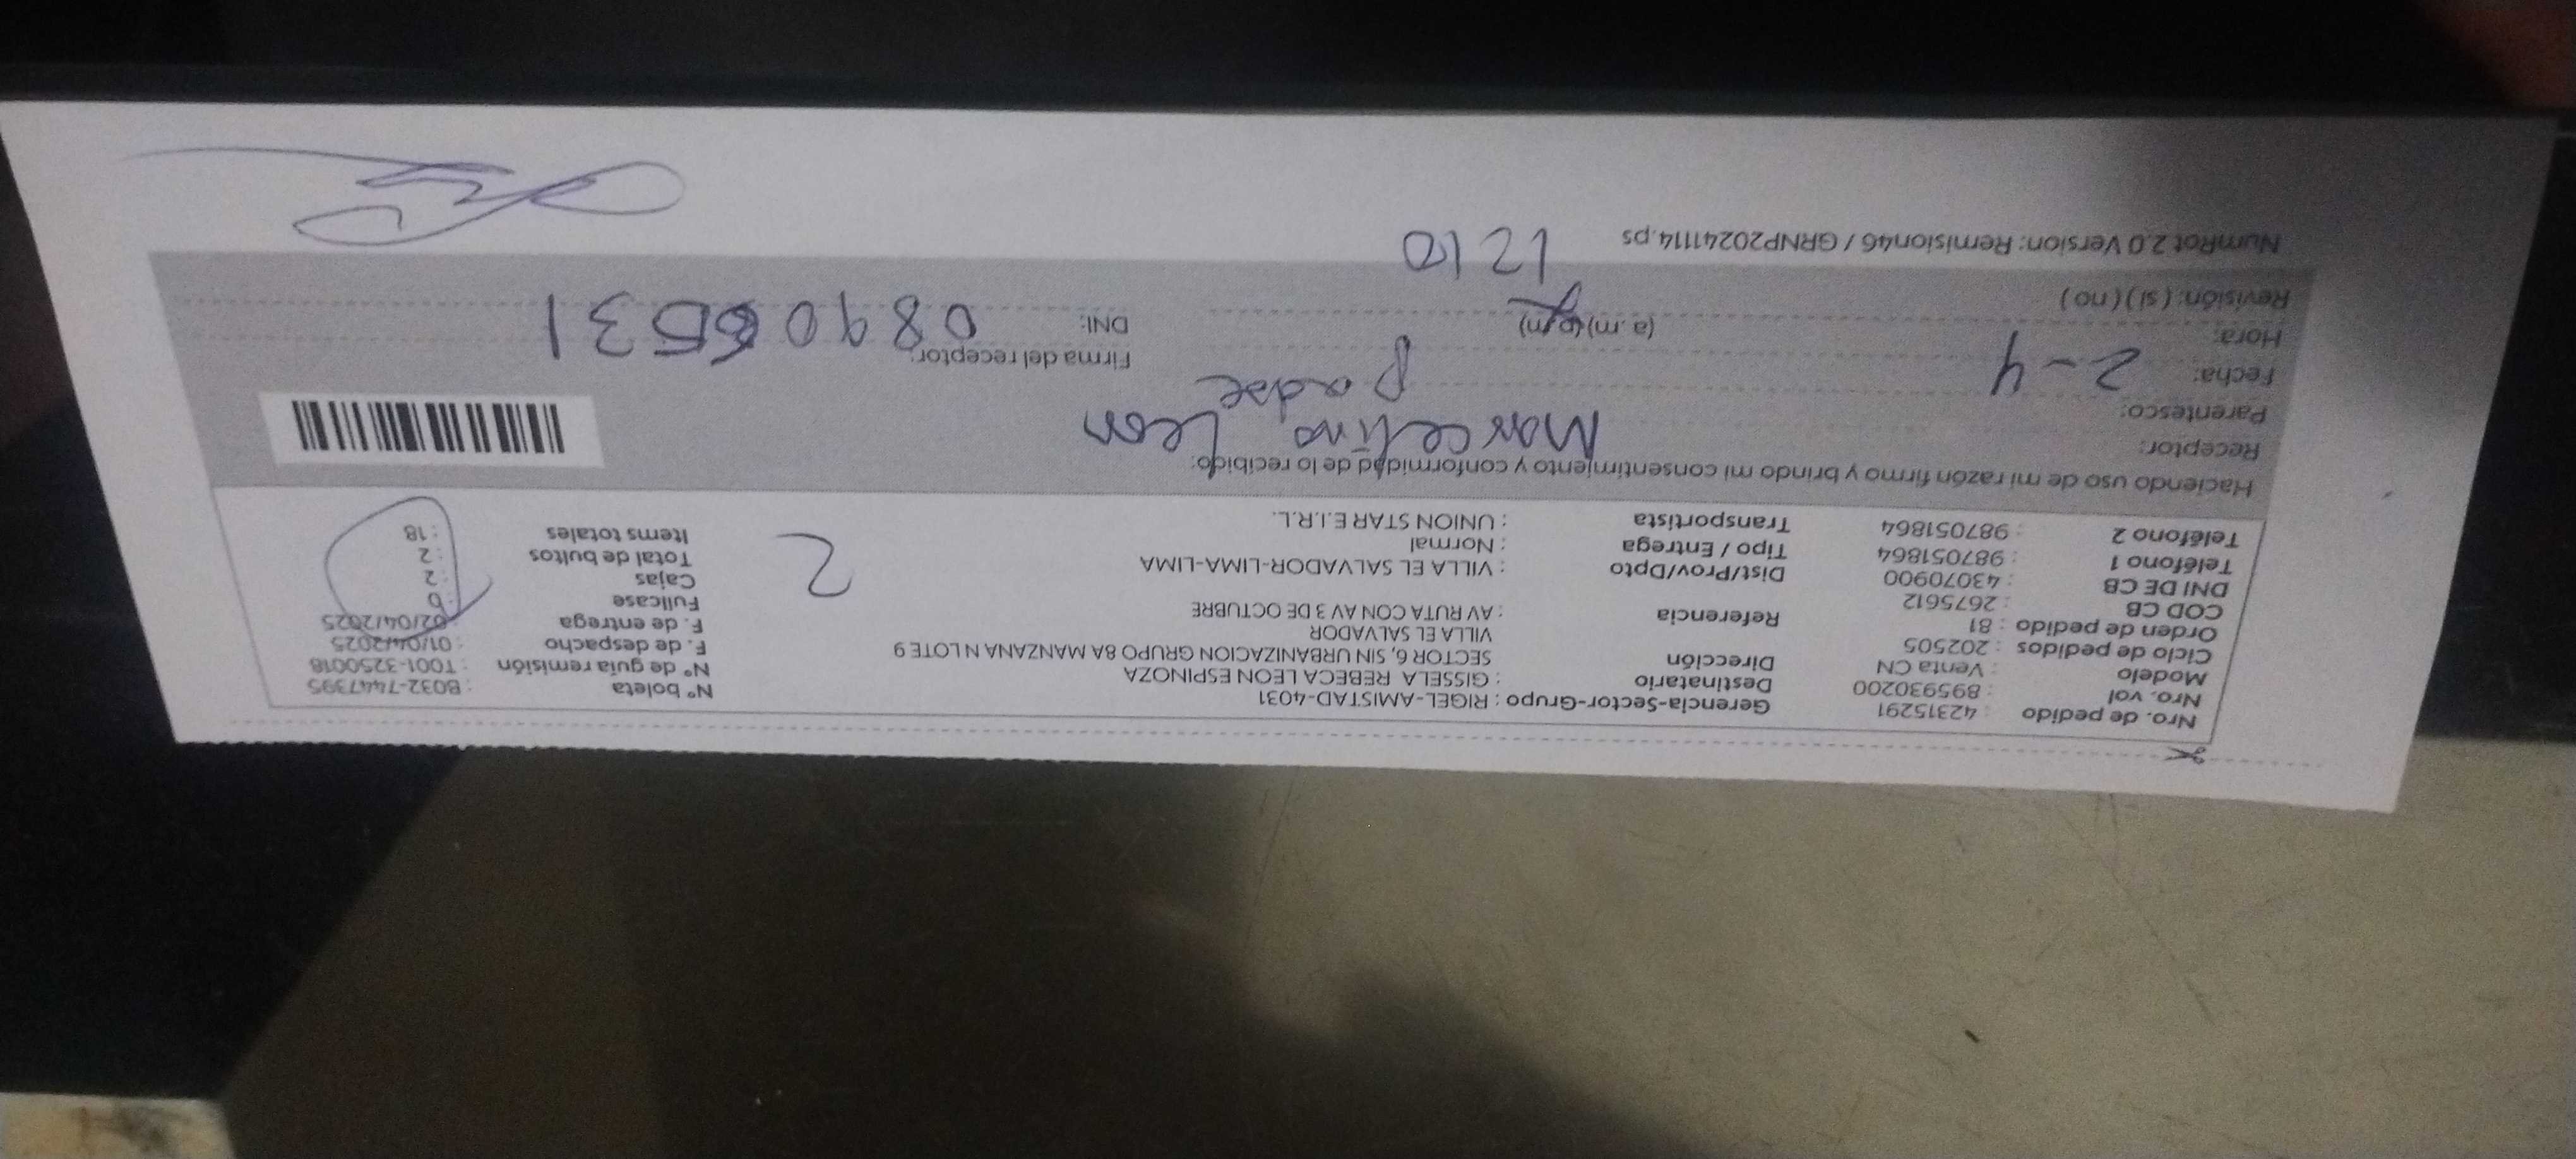 Nro. de pedido : 42315291
Nro. vol : 895930200
Modelo : Venta CN
Ciclo de pedidos : 202505
Orden de pedido : 81
COD CB : 2675612
DNI DE CB : 43070900
Teléfono 1 : 987051864
Teléfono 2 : 987051864
Gerencia-Sector-Grupo : RIGEL-AMISTAD-4031
Destinatario : GISSELA REBECA LEON ESPINOZA
Dirección SECTOR 6, SIN URBANIZACION GRUPO 8A MANZANA N LOTE 9
VILLA EL SALVADOR
Referencia : AV RUTA CON AV 3 DE OCTUBRE
Dist/Prov/Dpto : VILLA EL SALVADOR-LIMA-LIMA
Tipo / Entrega : Normal
Transportista : UNION STAR E.I.R.L.
N° boleta : B032-7447395
N° de guía remisión : T001-3250018
F. de despacho : 01/04/2025
F. de entrega 02/04/2025
Fullcase : 0
Cajas : 2
Total de bultos : 2
Items totales : 18
2
Haciendo uso de mi razón firmo y brindo mi consentimiento y conformidad de lo recibido:
Receptor: Marcelino Leon
Parentesco: padre
Fecha: 2-4
Hora: (a.m) (p.m) 1210
Revisión: (si) (no)
Firma del receptor:
DNI:
NumRot 2.0 Version: Remision46 / GRNP20241114.ps